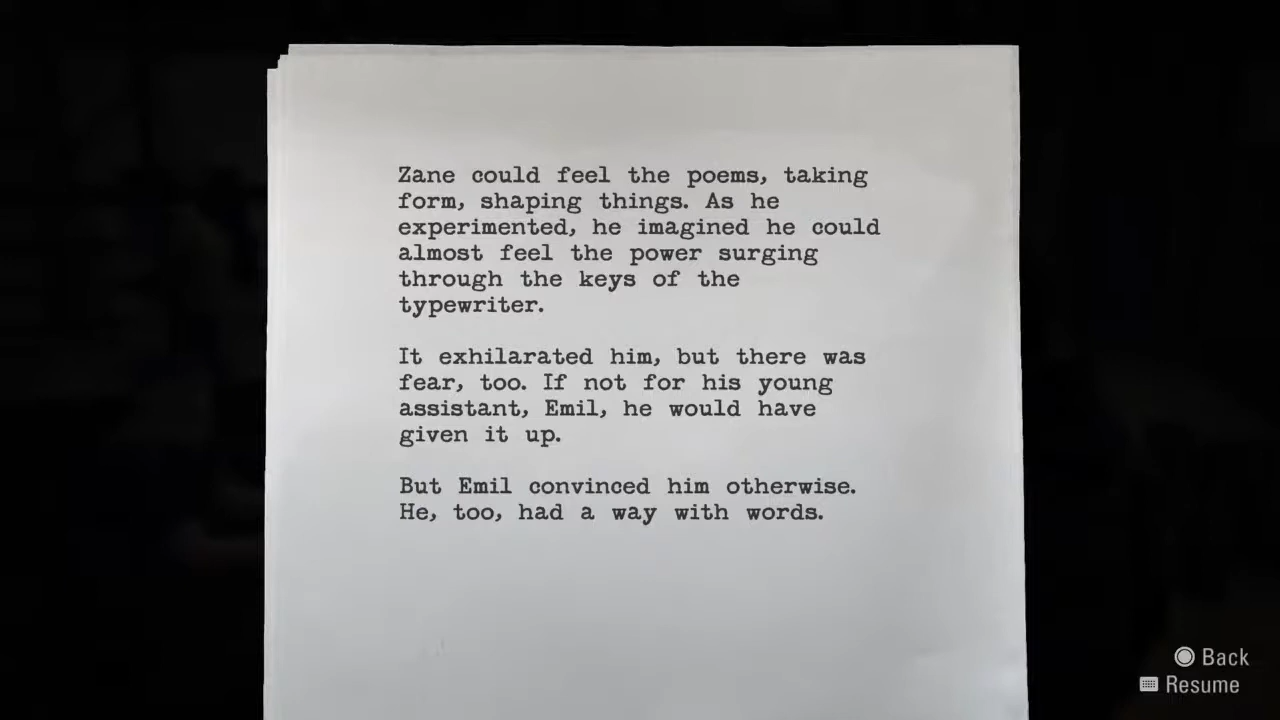 Zane could feel the poems, taking
form, shaping things. As he
experimented, he imagined he could
almost feel the power surging
through the keys of the
typewriter.
It exhilarated him, but there was
fear, too. If not for his young
assistant, Emil, he would have
given it up.
But Emil convinced him otherwise.
He, too, had a way with words.
Back
Resume